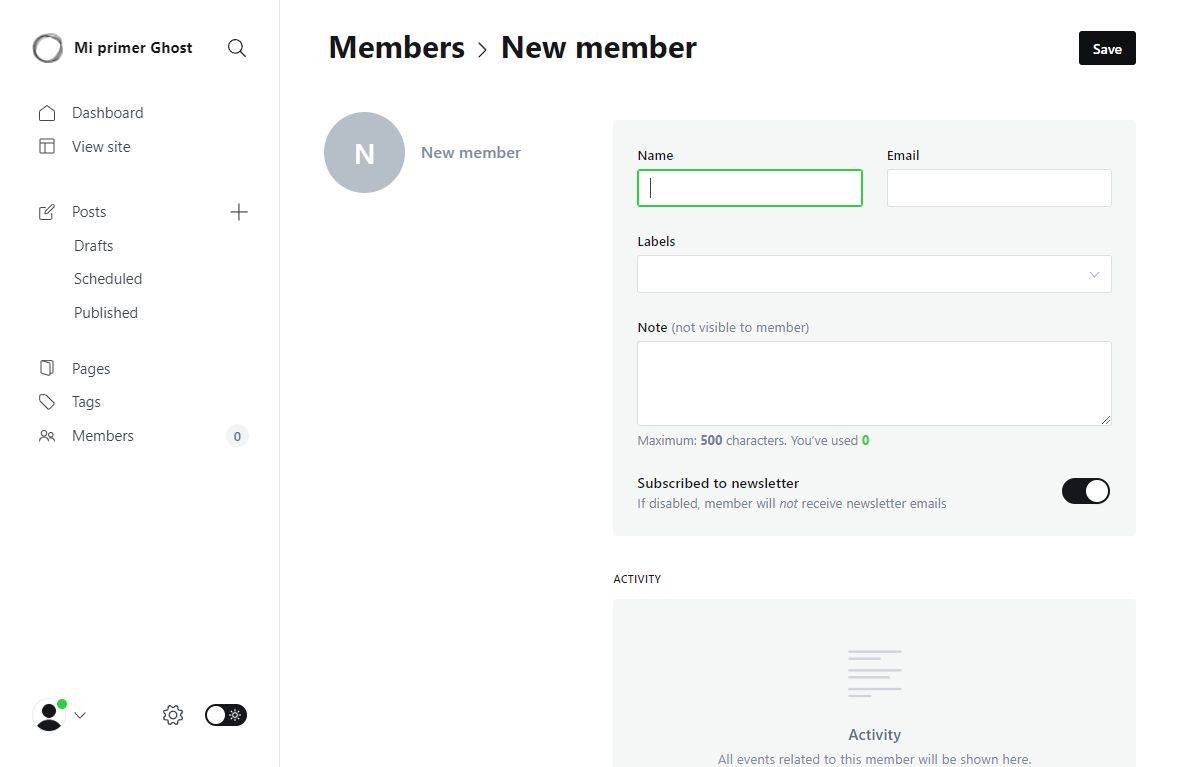 Mi primer Ghost
Dashboard
View site
Posts
Drafts
Scheduled
Published
Pages
Tags
Members
0
Members > New member
Save
N
New member
Name
Email
Labels
Note (not visible to member)
Maximum: 500 characters. You’ve used 0
Subscribed to newsletter
If disabled, member will not receive newsletter emails
ACTIVITY
Activity
All events related to this member will be shown here.